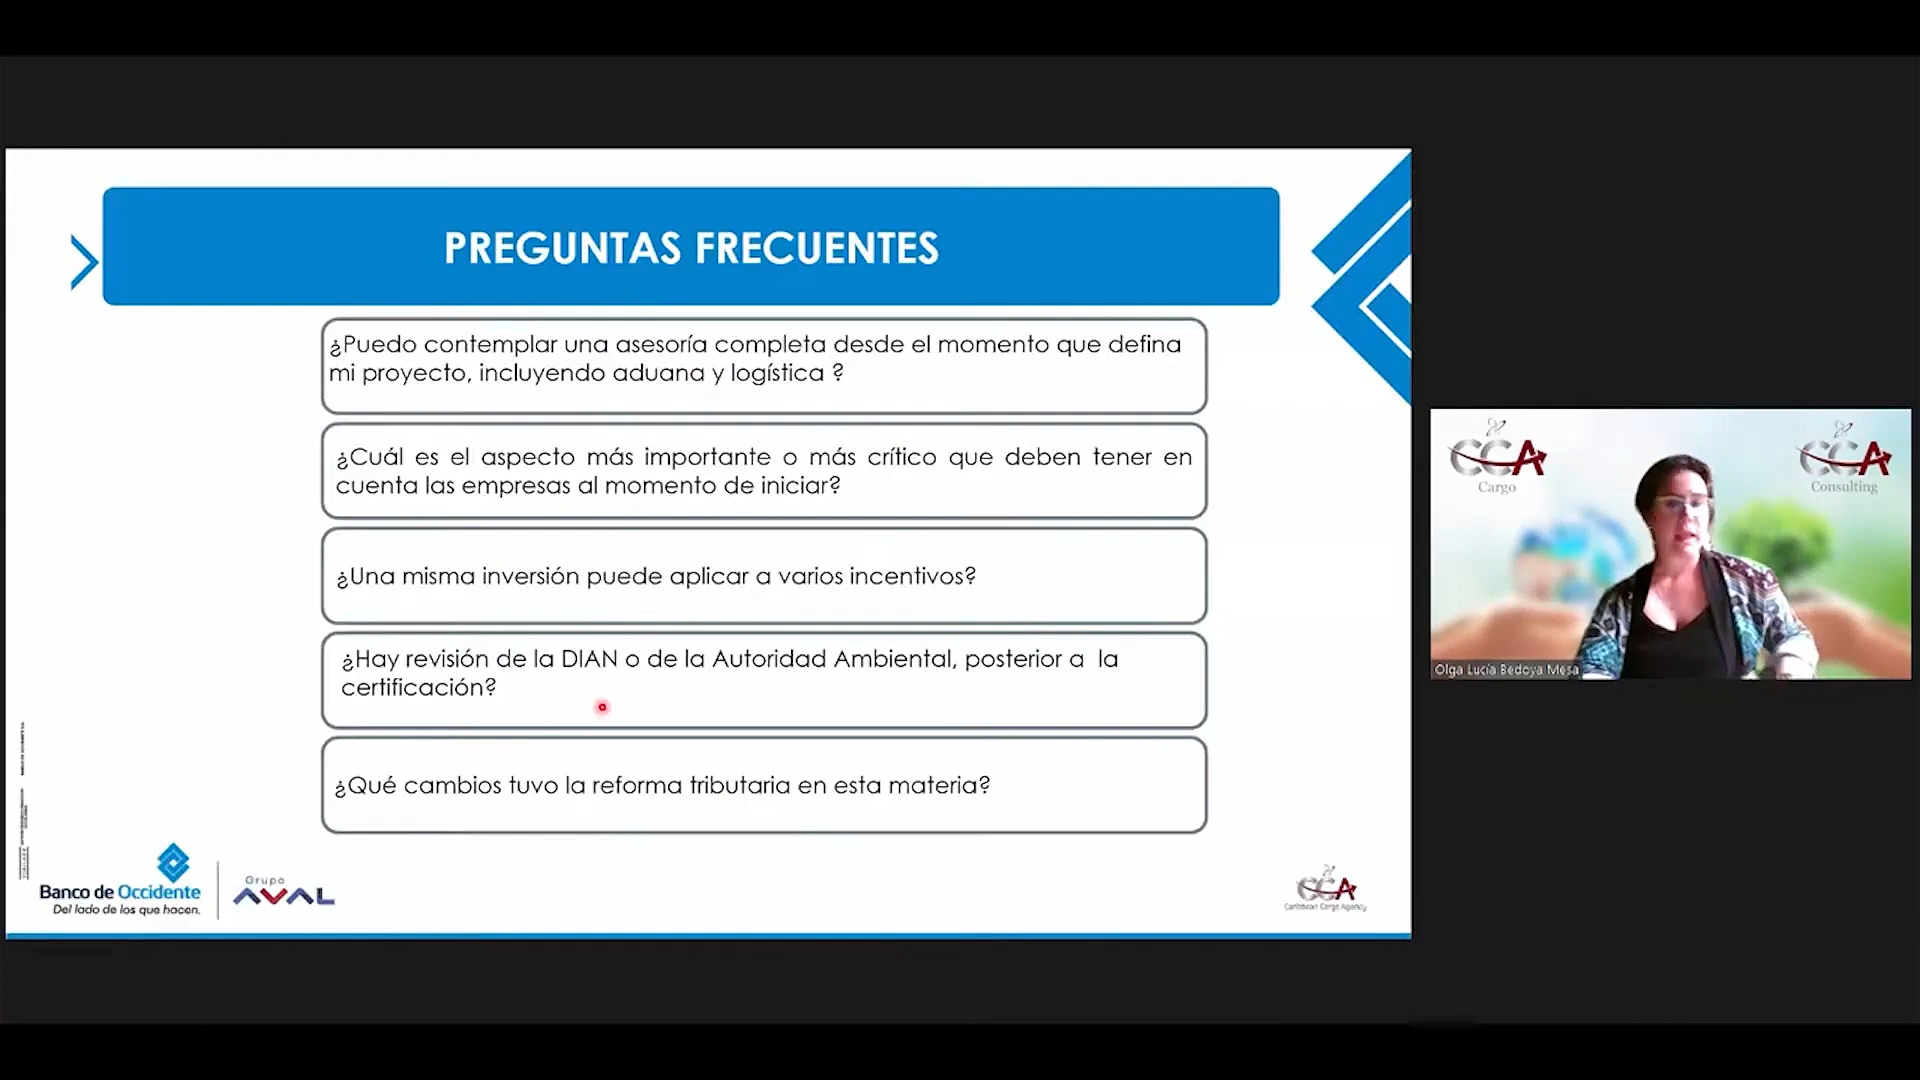 PREGUNTAS FRECUENTES
¿Puedo contemplar una asesoría completa desde el momento que defina
mi proyecto, incluyendo aduana y logística ?
¿Cuál es el aspecto más importante o más crítico que deben tener en
cuenta las empresas al momento de iniciar?
¿Una misma inversión puede aplicar a varios incentivos?
¿Hay revisión de la DIAN o de la Autoridad Ambiental, posterior a la
certificación?
¿Qué cambios tuvo la reforma tributaria en esta materia?
Banco de Occidente
Del lado de los que hacen.
Grupo
AVAL
CCA
Caribbean Cargo Agency
CCA
Cargo
CCA
Consulting
Olga Lucía Bedoya Mesa